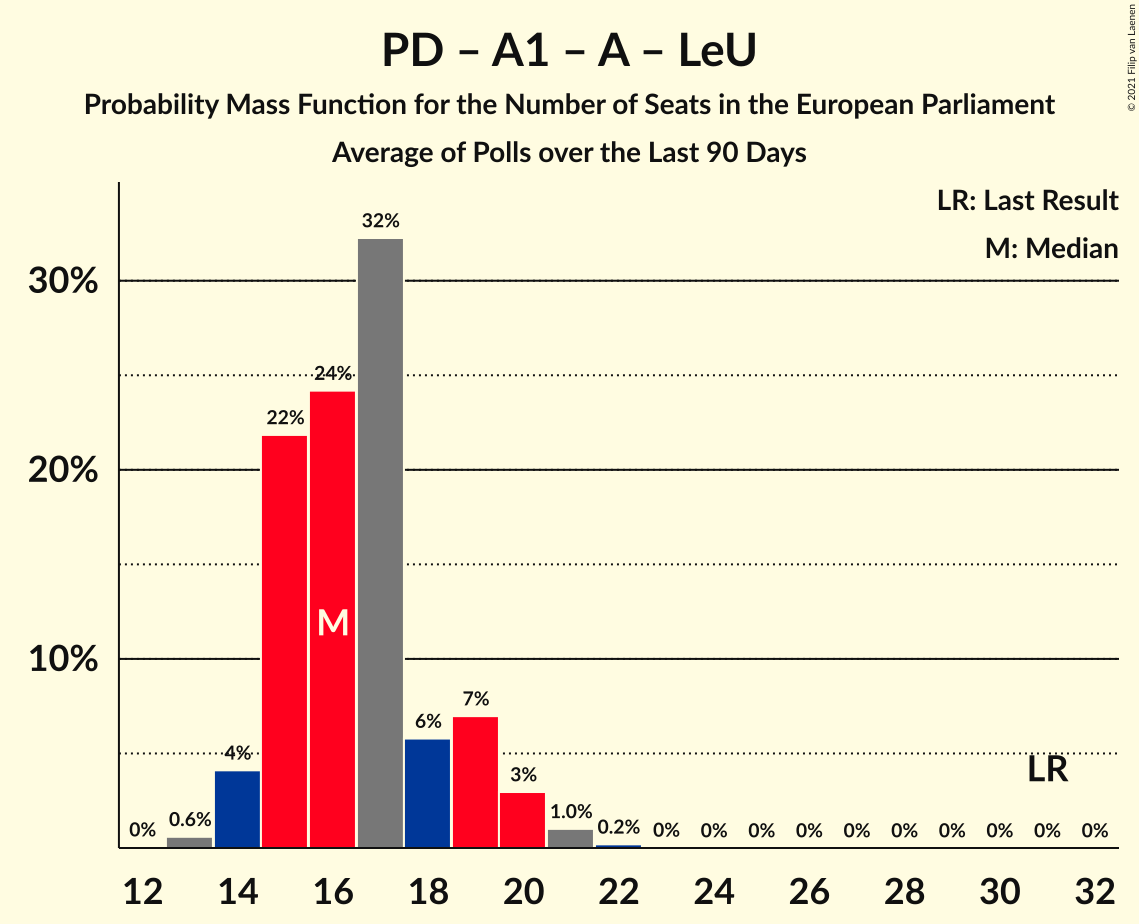 PD – A1 – A – LeU
Probability Mass Function for the Number of Seats in the European Parliament
Average of Polls over the Last 90 Days
© 2021 Filip van Laenen
LR: Last Result
M: Median
30%
20%
10%
0%
0.6%
4%
22%
24%
32%
6%
7%
3%
1.0%
0.2%
0%
0%
0%
0%
0%
0%
0%
0%
0%
0%
M
LR
12 14 16 18 20 22 24 26 28 30 32